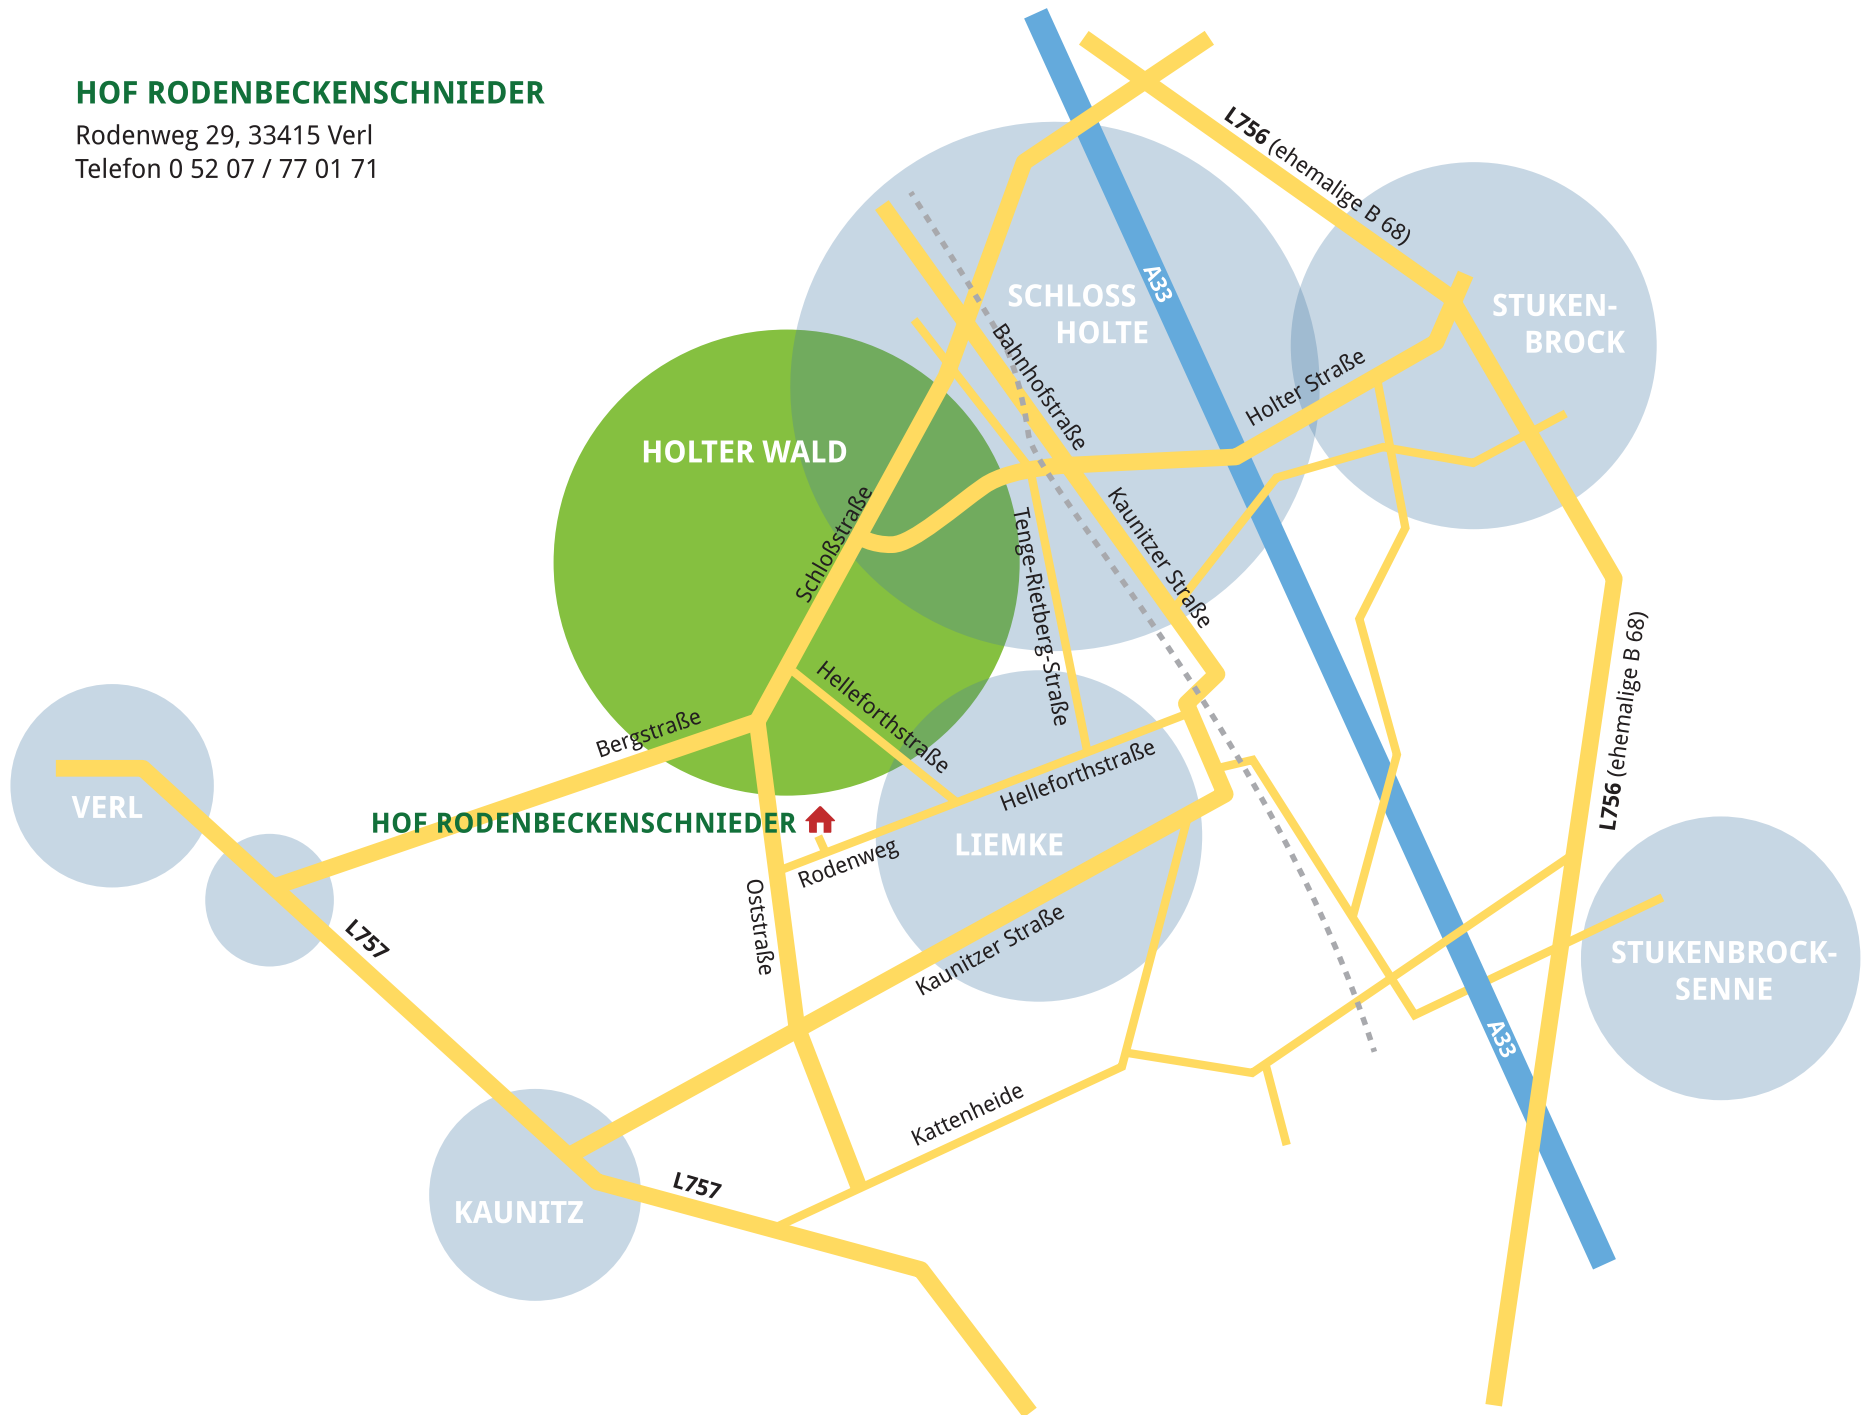 HOF RODENBECKENSCHNIEDER
Rodenweg 29, 33415 Verl
Telefon 0 52 07 / 77 01 71
L756 (ehemalige B 68)
A33
SCHLOSS
HOLTE
STUKEN-
BROCK
Bahnhofstraße
Holter Straße
HOLTER WALD
Schloßstraße
Kaunitzer Straße
Tenge-Rietberg-Straße
Helleforthstraße
Bergstraße
Helleforthstraße
L756 (ehemalige B 68)
VERL
HOF RODENBECKENSCHNIEDER
LIEMKE
Rodenweg
Oststraße
L757
Kaunitzer Straße
STUKENBROCK-
SENNE
A33
Kattenheide
L757
KAUNITZ